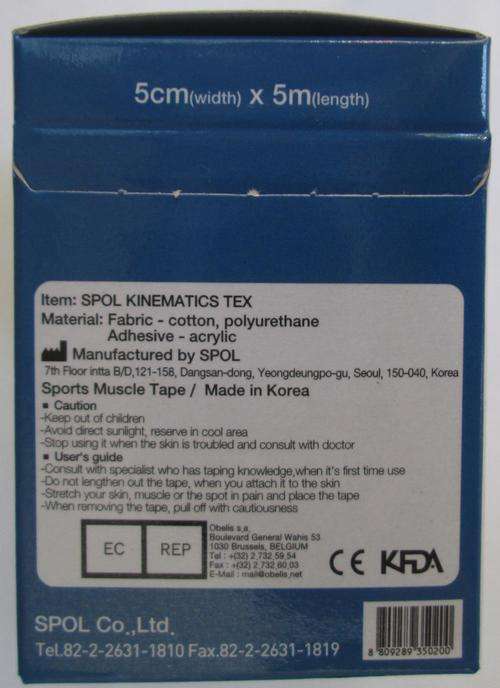 5cm(width) x 5m(length)
Item: SPOL KINEMATICS TEX
Material: Fabric - cotton, polyurethane
Adhesive - acrylic
Manufactured by SPOL
7th Floor intta B/D,121-158, Dangsan-dong, Yeongdeungpo-gu, Seoul, 150-040, Korea
Sports Muscle Tape / Made in Korea
▪ Caution
-Keep out of children
-Avoid direct sunlight, reserve in cool area
-Stop using it when the skin is troubled and consult with doctor
▪ User's guide
-Consult with specialist who has taping knowledge,when it's first time use
-Do not lengthen out the tape, when you attach it to the skin
-Stretch your skin, muscle or the spot in pain and place the tape
-When removing the tape, pull off with cautiousness
EC REP
Obelis s.a.
Boulevard General Wahis 53
1030 Brussels, BELGIUM
Tel : +(32) 2.732.59.54
Fax : +(32) 2.732.60.03
E-Mail : mail@obelis.net
CE KFDA
SPOL Co.,Ltd.
Tel.82-2-2631-1810 Fax.82-2-2631-1819
8 809289 350200